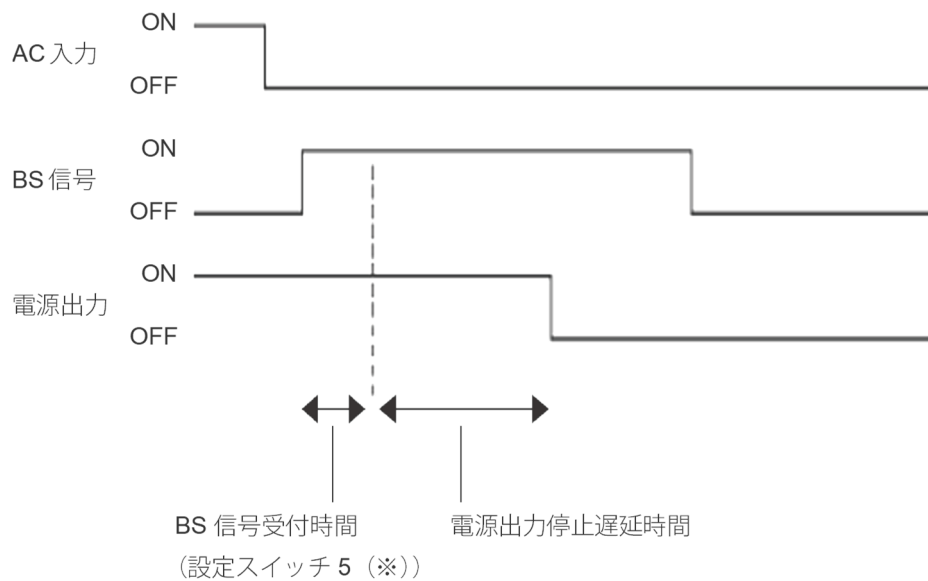 ON
AC 入力
OFF
ON
BS 信号
OFF
ON
電源出力
OFF
BS 信号受付時間
電源出力停止遅延時間
(設定スイッチ 5 (※))